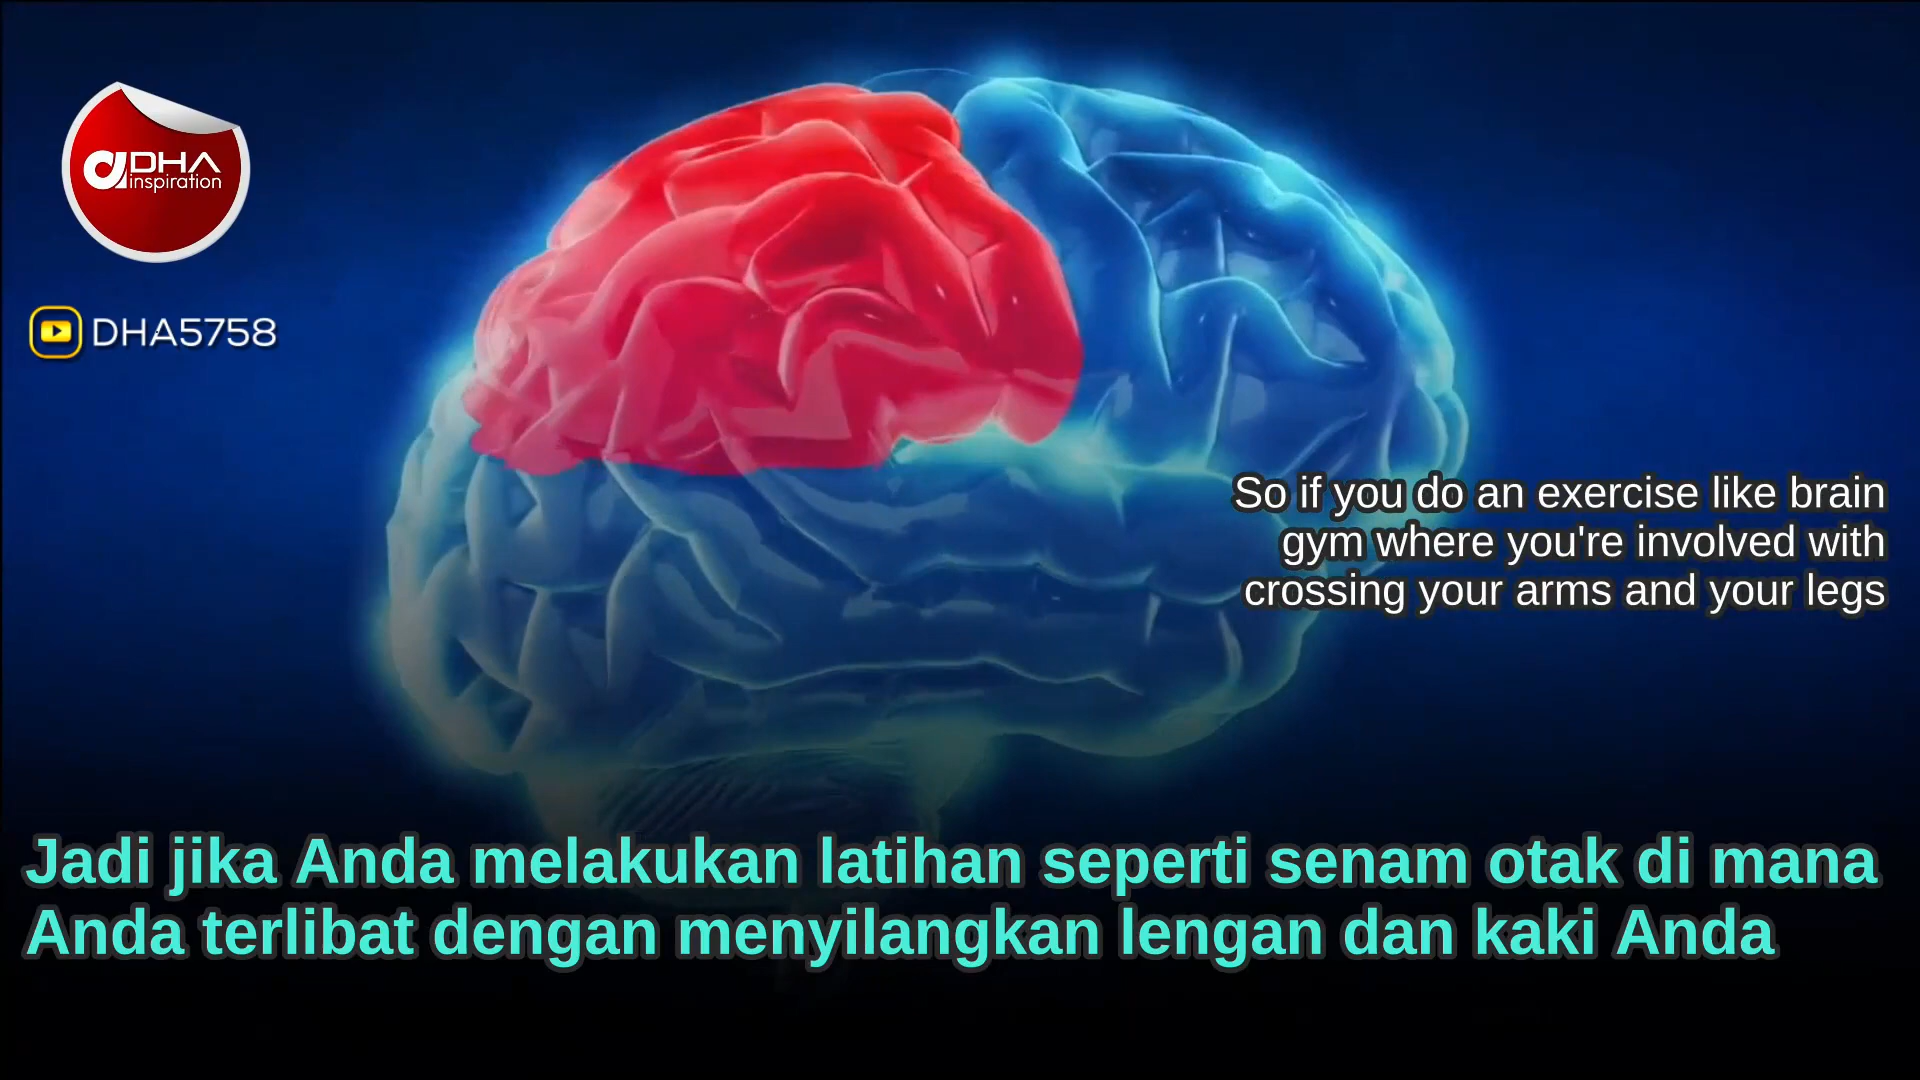 DHA
inspiration
DHA5758
So if you do an exercise like brain
gym where you're involved with
crossing your arms and your legs
Jadi jika Anda melakukan latihan seperti senam otak di mana
Anda terlibat dengan menyilangkan lengan dan kaki Anda